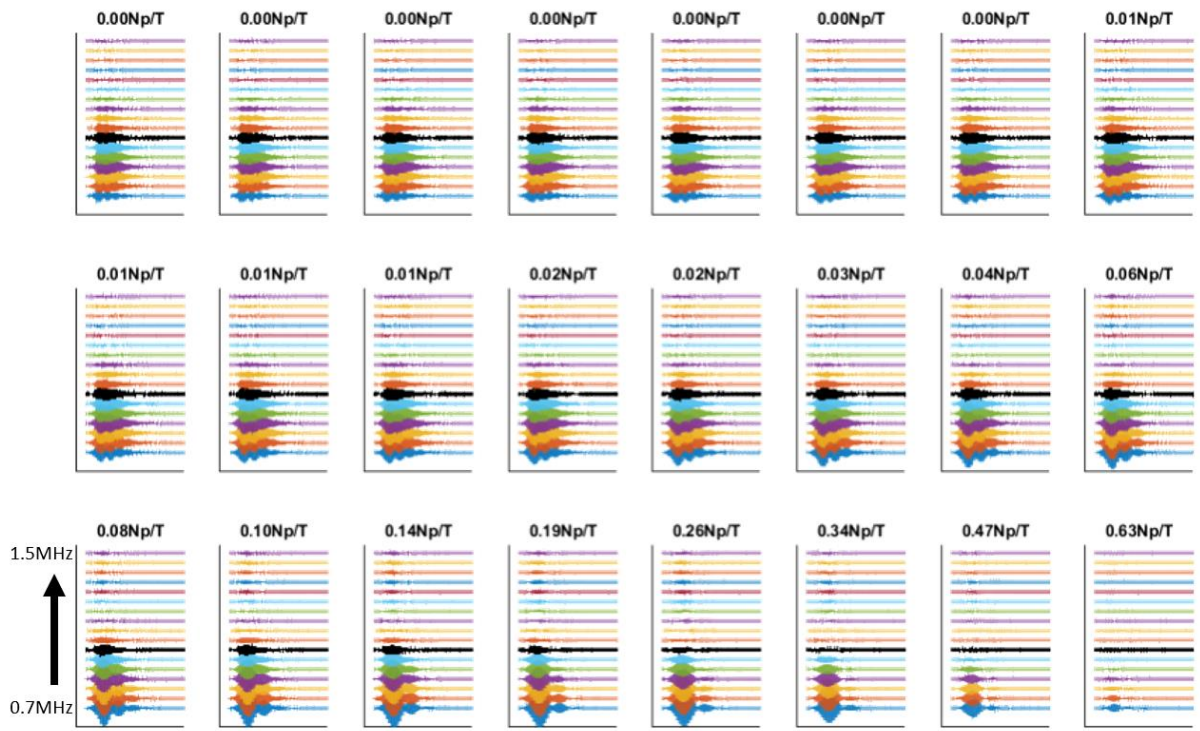 0.00Np/T 0.00Np/T 0.00Np/T 0.00Np/T 0.00Np/T 0.00Np/T 0.00Np/T 0.01Np/T
0.01Np/T 0.01Np/T 0.01Np/T 0.02Np/T 0.02Np/T 0.03Np/T 0.04Np/T 0.06Np/T
0.08Np/T 0.10Np/T 0.14Np/T 0.19Np/T 0.26Np/T 0.34Np/T 0.47Np/T 0.63Np/T
1.5MHz
0.7MHz